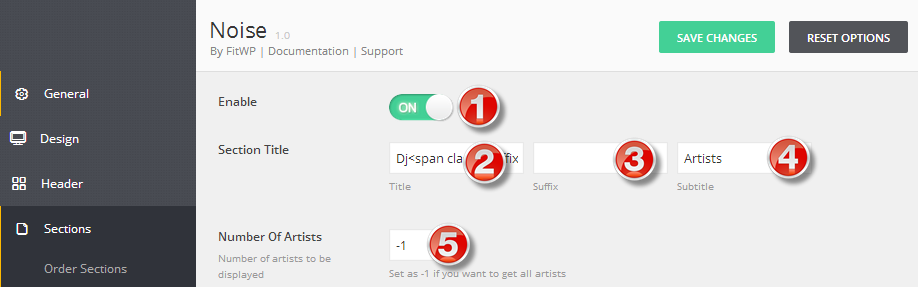 Noise 1.0
By FitWP | Documentation | Support
SAVE CHANGES
RESET OPTIONS
General
Design
Header
Sections
Order Sections
Enable
ON
1
Section Title
Dj<span cla 2 fix
3
Artists 4
Title
Suffix
Subtitle
Number Of Artists
-1 5
Number of artists to be
displayed
Set as -1 if you want to get all artists